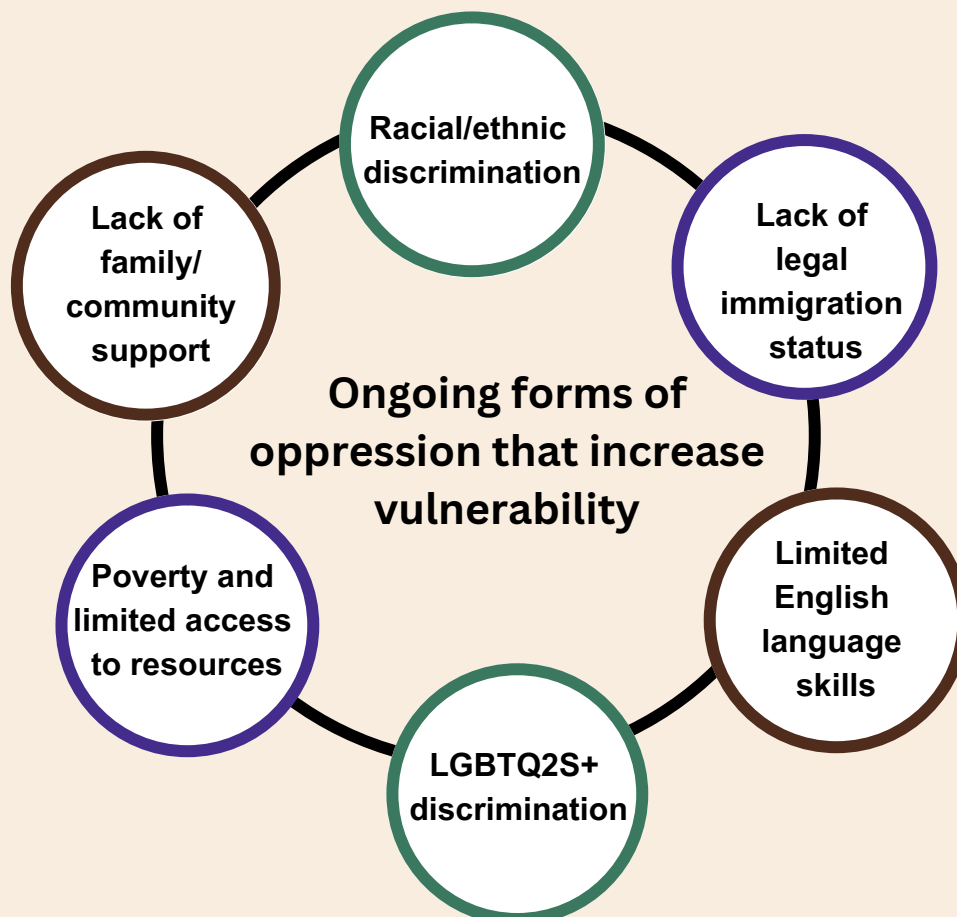 Racial/ethnic
discrimination
Lack of
legal
immigration
status
Limited
English
language
skills
LGBTQ2S+
discrimination
Poverty and
limited access
to resources
Lack of
family/
community
support
Ongoing forms of
oppression that increase
vulnerability